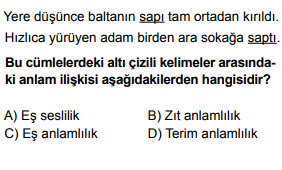 Yere düşünce baltanın sapı tam ortadan kırıldı.
Hızlıca yürüyen adam birden ara sokağa saptı.
Bu cümlelerdeki altı çizili kelimeler arasında-
ki anlam ilişkisi aşağıdakilerden hangisidir?
A) Eş seslilik B) Zıt anlamlılık
C) Eş anlamlılık D) Terim anlamlılık